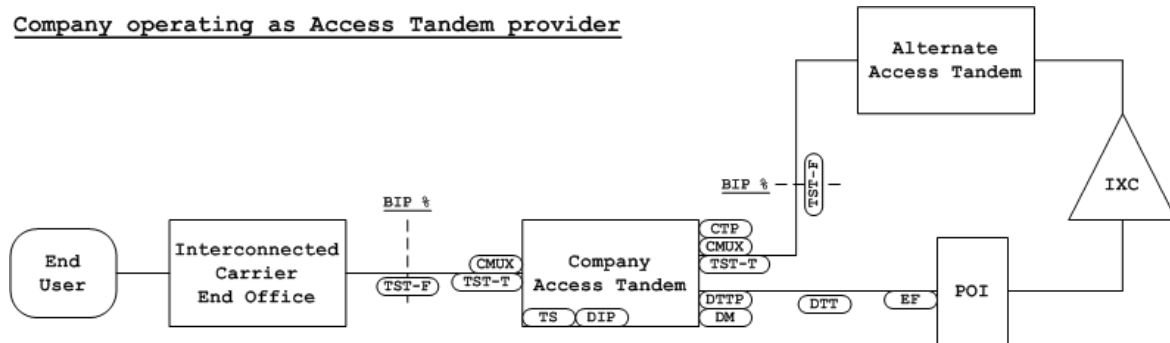 Company operating as Access Tandem provider
Alternate
Access Tandem
TST-F
BIP %
IXC
BIP %
End
User
Interconnected
Carrier
End Office
TST-F
CMUX
TST-T
Company
Access Tandem
TS
DIP
CTP
CMUX
TST-T
DTTP
DM
DTT
EF
POI